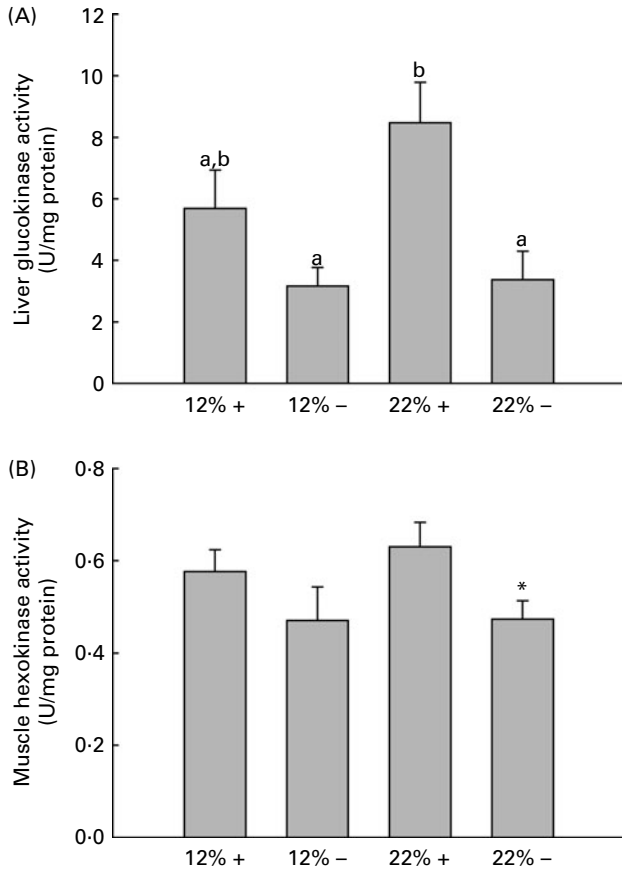 (A)
12
10
8
6
4
2
0
Liver glucokinase activity
(U/mg protein)
a,b
a
b
a
12% +
12% –
22% +
22% –
(B)
0·8
0·6
0·4
0·2
0·0
Muscle hexokinase activity
(U/mg protein)
*
12% +
12% –
22% +
22% –